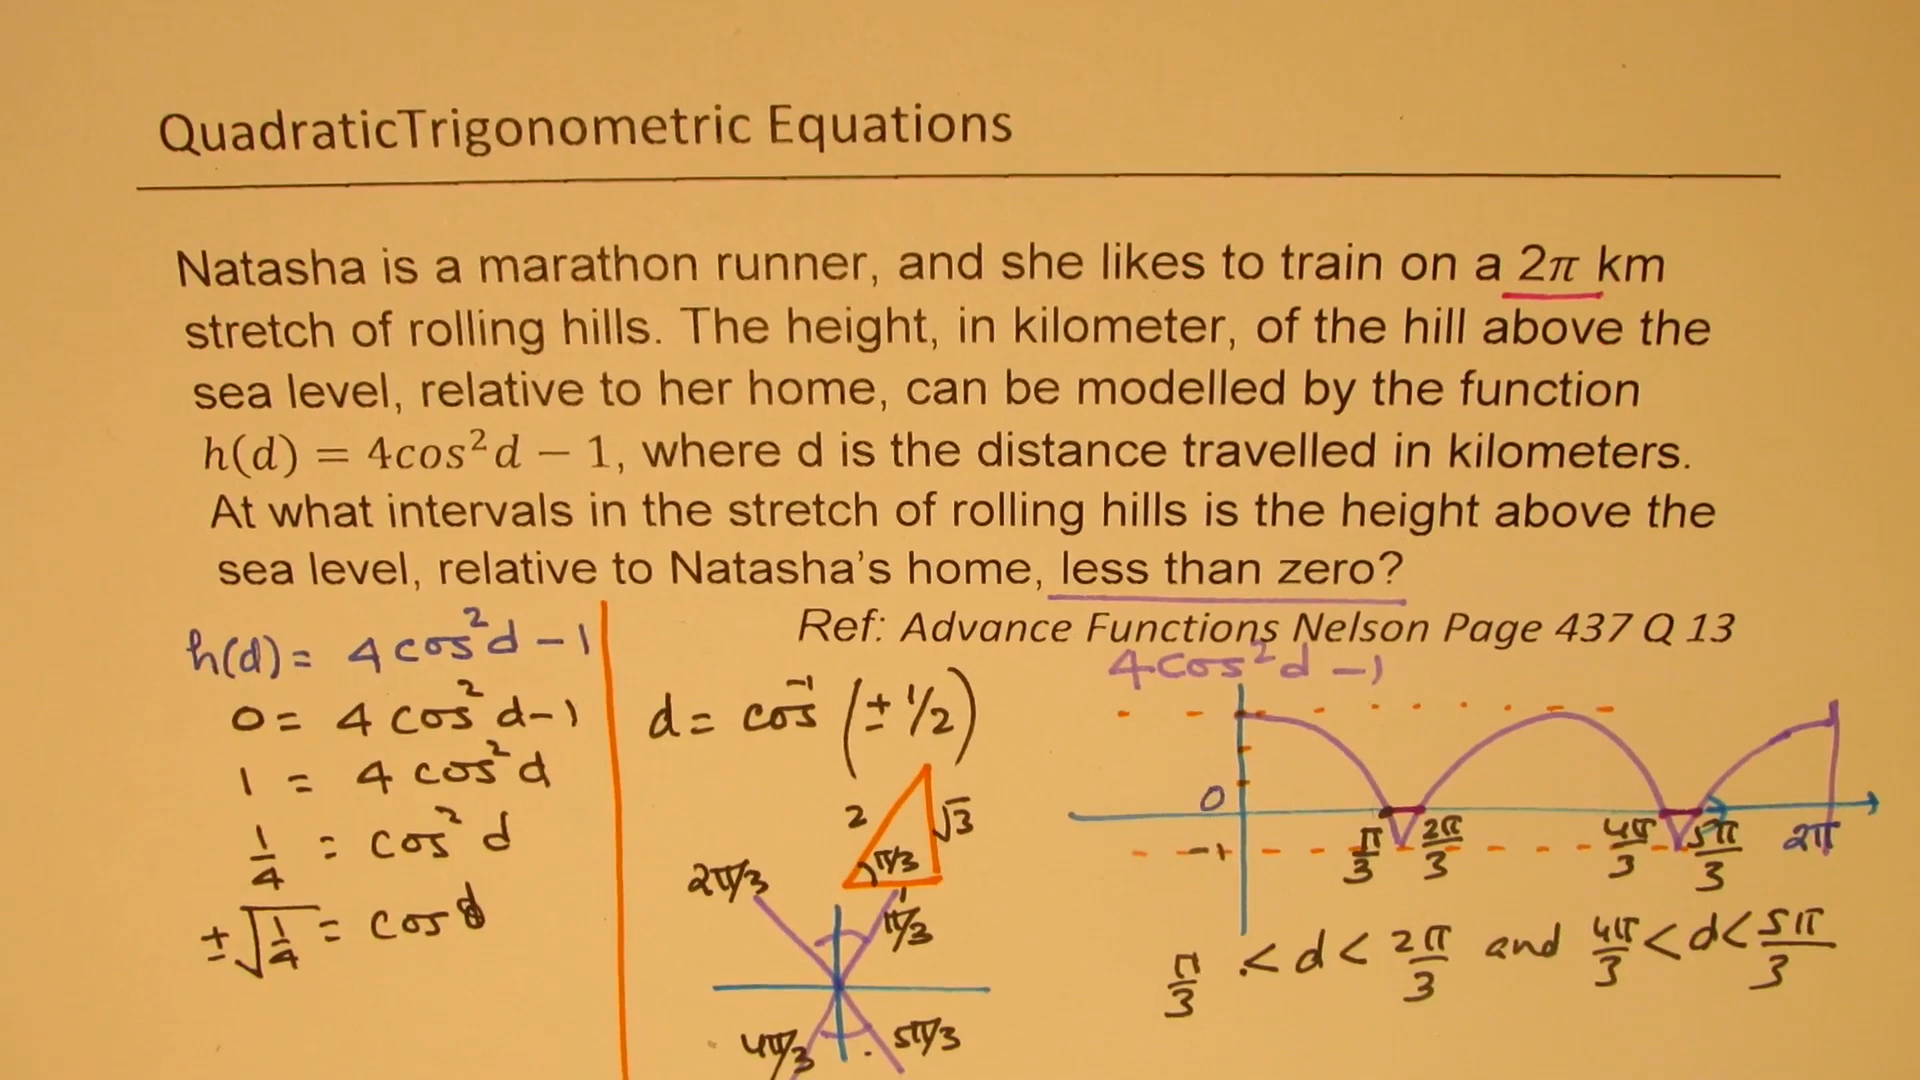 QuadraticTrigonometric Equations
Natasha is a marathon runner, and she likes to train on a 2π km
stretch of rolling hills. The height, in kilometer, of the hill above the
sea level, relative to her home, can be modelled by the function
h(d) = 4cos²d − 1, where d is the distance travelled in kilometers.
At what intervals in the stretch of rolling hills is the height above the
sea level, relative to Natasha's home, less than zero?
Ref: Advance Functions Nelson Page 437 Q 13
h(d) = 4 cos²d − 1
0 = 4 cos²d − 1
1 = 4 cos²d
1/4 = cos²d
±√1/4 = cos d
d = cos⁻¹ (± 1/2)
2
√3
π/3
1
2π/3
π/3
4π/3
5π/3
4cos²d − 1
0
−1
π/3 2π/3 4π/3 5π/3 2π
π/3 < d < 2π/3 and 4π/3 < d < 5π/3